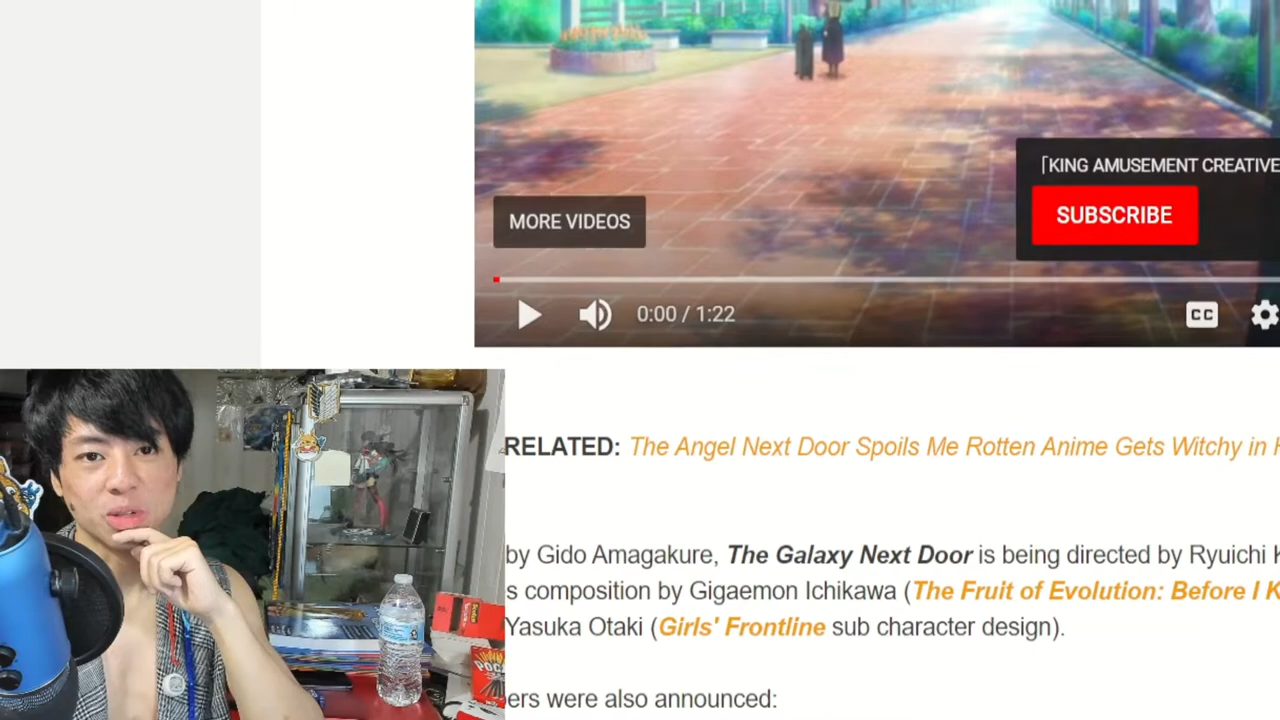 「KING AMUSEMENT CREATIVE
SUBSCRIBE
MORE VIDEOS
0:00 / 1:22
CC
RELATED: The Angel Next Door Spoils Me Rotten Anime Gets Witchy in
by Gido Amagakure, The Galaxy Next Door is being directed by Ryuichi
s composition by Gigaemon Ichikawa (The Fruit of Evolution: Before I
Yasuka Otaki (Girls' Frontline sub character design).
ers were also announced: